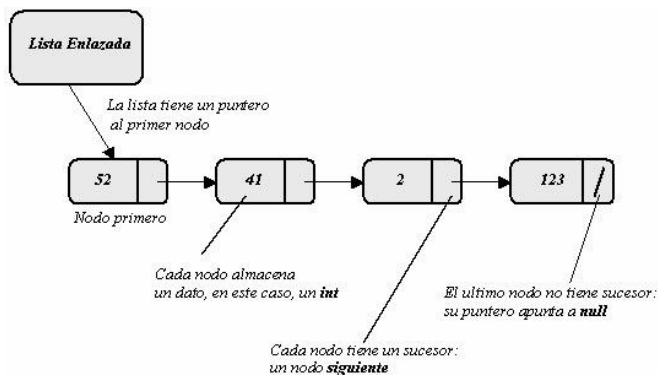 Lista Enlazada
La lista tiene un puntero
al primer nodo
52
41
2
123
Nodo primero
Cada nodo almacena
un dato, en este caso, un int
El ultimo nodo no tiene sucesor:
su puntero apunta a null
Cada nodo tiene un sucesor:
un nodo siguiente